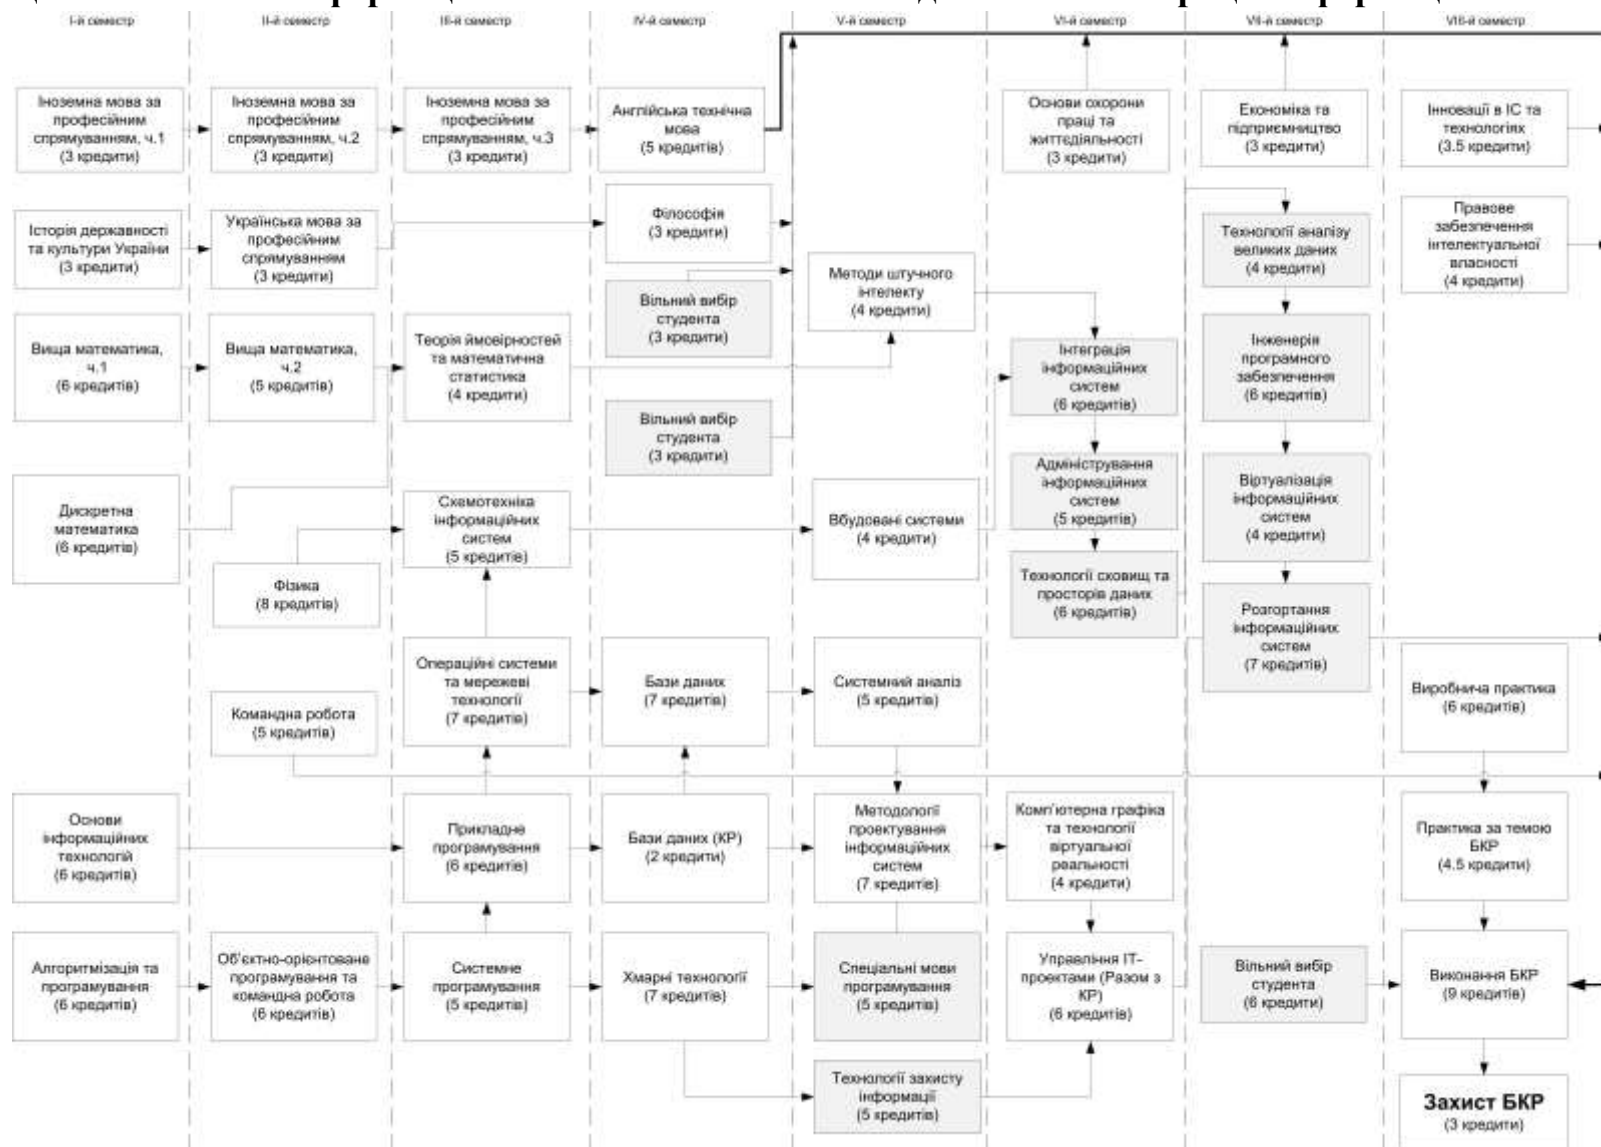 I-й семестр
II-й семестр
III-й семестр
IV-й семестр
V-й семестр
VI-й семестр
VII-й семестр
VIII-й семестр
Іноземна мова за
професійним
спрямуванням, ч.1
(3 кредити)
Іноземна мова за
професійним
спрямуванням, ч.2
(3 кредити)
Іноземна мова за
професійним
спрямуванням, ч.3
(3 кредити)
Англійська технічна
мова
(5 кредитів)
Основи охорони
праці та
життєдіяльності
(3 кредити)
Економіка та
підприємництво
(3 кредити)
Інновації в ІС та
технологіях
(3.5 кредити)
Історія державності
та культури України
(3 кредити)
Українська мова за
професійним
спрямуванням
(3 кредити)
Філософія
(3 кредити)
Технології аналізу
великих даних
(4 кредити)
Правове
забезпечення
інтелектуальної
власності
(4 кредити)
Вільний вибір
студента
(3 кредити)
Методи штучного
інтелекту
(4 кредити)
Вища математика,
ч.1
(6 кредитів)
Вища математика,
ч.2
(5 кредитів)
Теорія ймовірностей
та математична
статистика
(4 кредити)
Інтеграція
інформаційних
систем
(6 кредитів)
Інженерія
програмного
забезпечення
(6 кредитів)
Вільний вибір
студента
(3 кредити)
Дискретна
математика
(6 кредитів)
Схемотехніка
інформаційних
систем
(5 кредитів)
Вбудовані системи
(4 кредити)
Адміністрування
інформаційних
систем
(5 кредитів)
Віртуалізація
інформаційних
систем
(4 кредити)
Фізика
(8 кредитів)
Технології сховищ та
просторів даних
(6 кредитів)
Розгортання
інформаційних
систем
(7 кредитів)
Командна робота
(5 кредитів)
Операційні системи
та мережеві
технології
(7 кредитів)
Бази даних
(7 кредитів)
Системний аналіз
(5 кредитів)
Виробнича практика
(6 кредитів)
Основи
інформаційних
технологій
(6 кредитів)
Прикладне
програмування
(6 кредитів)
Бази даних (КР)
(2 кредити)
Методології
проектування
інформаційних
систем
(7 кредитів)
Комп'ютерна графіка
та технології
віртуальної
реальності
(4 кредити)
Практика за темою
БКР
(4.5 кредити)
Алгоритмізація та
програмування
(6 кредитів)
Об'єктно-орієнтоване
програмування та
командна робота
(6 кредитів)
Системне
програмування
(5 кредитів)
Хмарні технології
(7 кредитів)
Спеціальні мови
програмування
(5 кредитів)
Управління ІТ-
проектами (Разом з
КР)
(6 кредитів)
Вільний вибір
студента
(6 кредити)
Виконання БКР
(9 кредитів)
Технології захисту
інформації
(5 кредитів)
Захист БКР
(3 кредити)